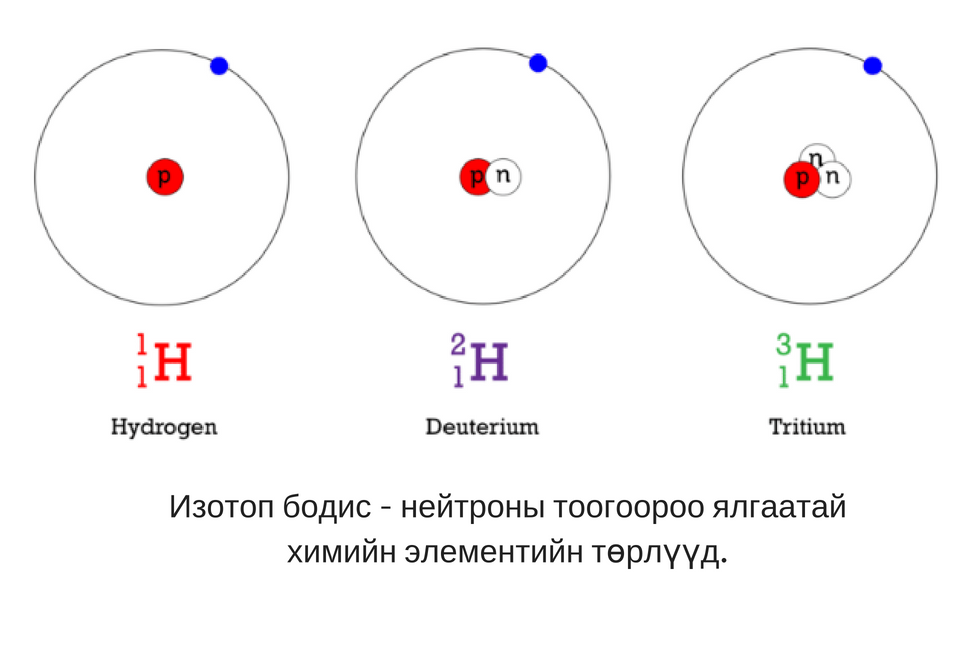 p
p n
n
p n
1
1 H
2
1 H
3
1 H
Hydrogen
Deuterium
Tritium
Изотоп бодис - нейтроны тоогоороо ялгаатай
химийн элементийн төрлүүд.